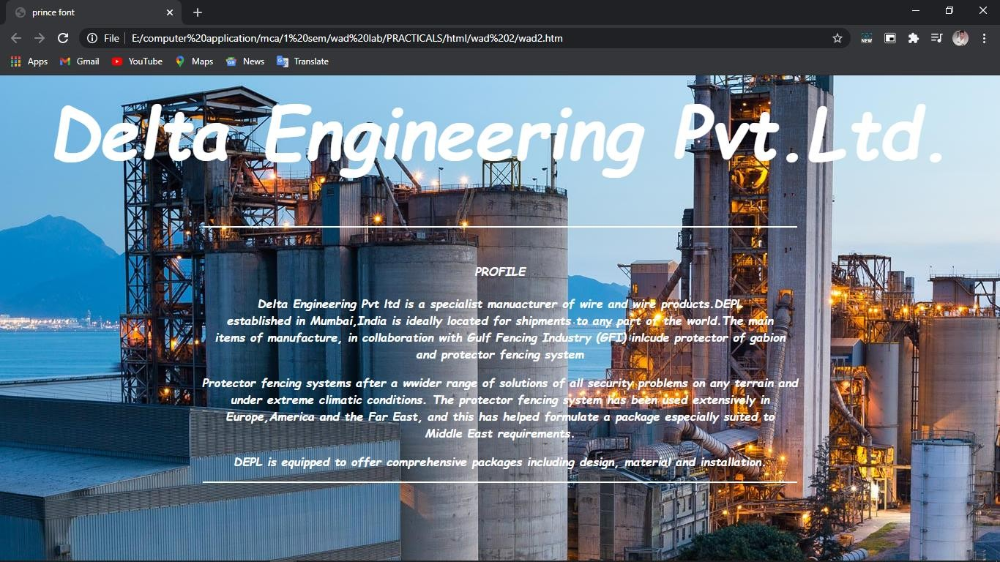 prince font
File
E:/computer%20application/mca/1%20sem/wad%20lab/PRACTICALS/html/wad%202/wad2.htm
NEW
Apps Gmail YouTube Maps News Translate
Delta Engineering Pvt.Ltd.
PROFILE
Delta Engineering Pvt ltd is a specialist manuacturer of wire and wire products.DEPL
established in Mumbai,India is ideally located for shipments to any part of the world.The main
items of manufacture, in collaboration with Gulf Fencing Industry (GFI) inlcude protector of gabion
and protector fencing system
Protector fencing systems after a wwider range of solutions of all security problems on any terrain and
under extreme climatic conditions. The protector fencing system has been used extensively in
Europe,America and the Far East, and this has helped formulate a package especially suited to
Middle East requirements.
DEPL is equipped to offer comprehensive packages including design, material and installation.